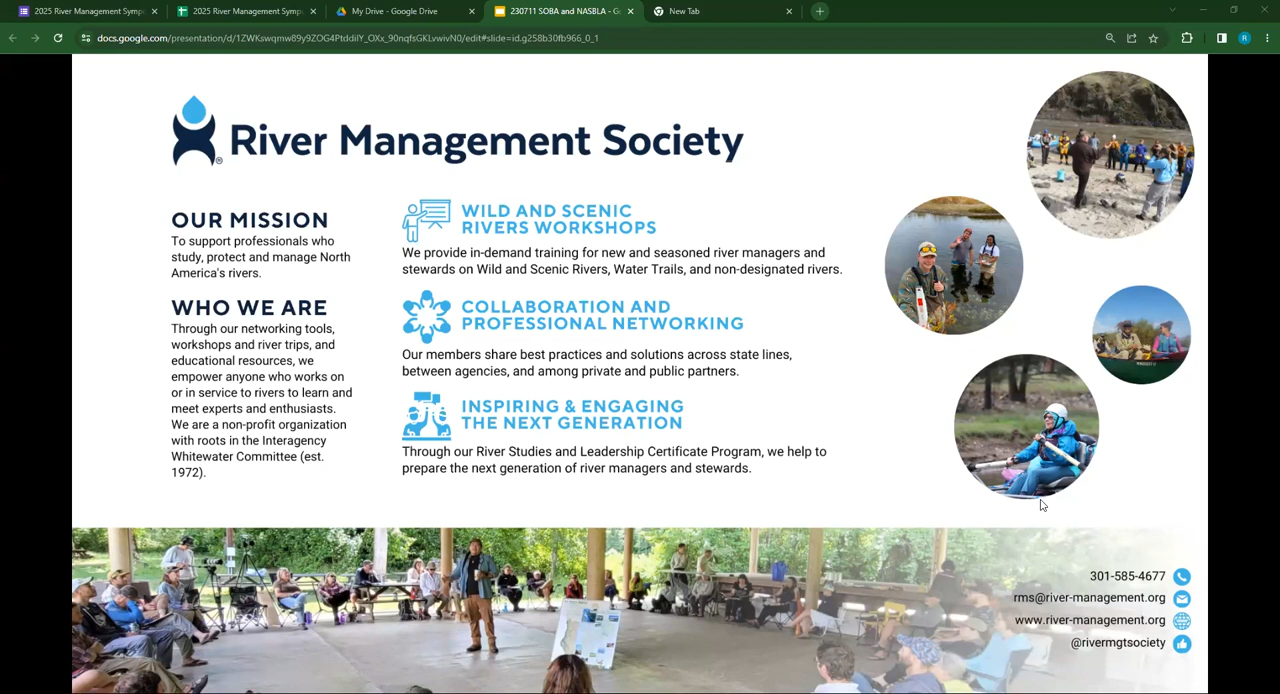 2025 River Management Symp
2025 River Management Symp
My Drive - Google Drive
230711 SOBA and NASBLA - G
New Tab
docs.google.com/presentation/d/1ZWKswqmw89y9ZOG4PtddilY_OXx_90nqfsGKLvwivN0/edit#slide=id.g258b30fb966_0_1
R
River Management Society
®
OUR MISSION
To support professionals who
study, protect and manage North
America's rivers.
WHO WE ARE
Through our networking tools,
workshops and river trips, and
educational resources, we
empower anyone who works on
or in service to rivers to learn and
meet experts and enthusiasts.
We are a non-profit organization
with roots in the Interagency
Whitewater Committee (est.
1972).
WILD AND SCENIC
RIVERS WORKSHOPS
We provide in-demand training for new and seasoned river managers and
stewards on Wild and Scenic Rivers, Water Trails, and non-designated rivers.
COLLABORATION AND
PROFESSIONAL NETWORKING
Our members share best practices and solutions across state lines,
between agencies, and among private and public partners.
INSPIRING & ENGAGING
THE NEXT GENERATION
Through our River Studies and Leadership Certificate Program, we help to
prepare the next generation of river managers and stewards.
301-585-4677
rms@river-management.org
www.river-management.org
@rivermgtsociety